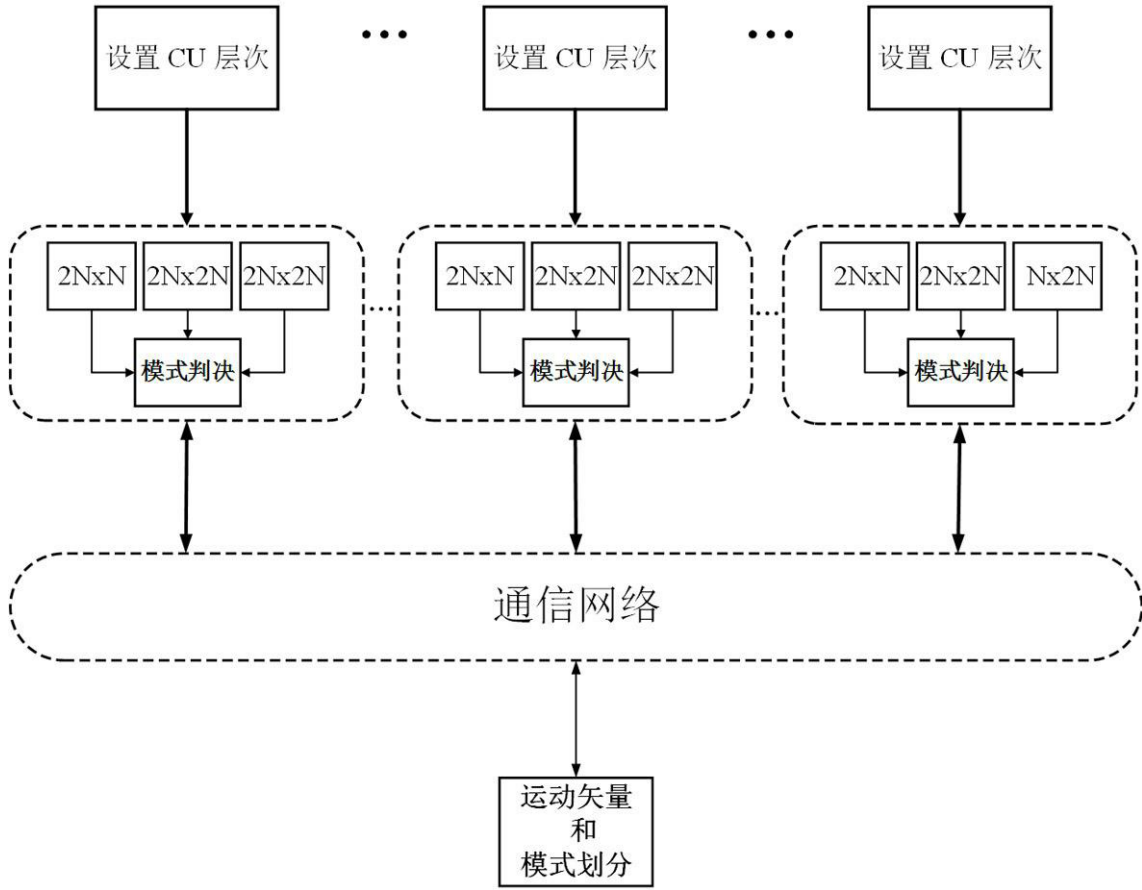 设置 CU 层次
设置 CU 层次
设置 CU 层次
2NxN
2Nx2N
2Nx2N
2NxN
2Nx2N
2Nx2N
2NxN
2Nx2N
Nx2N
模式判决
模式判决
模式判决
通信网络
运动矢量
和
模式划分